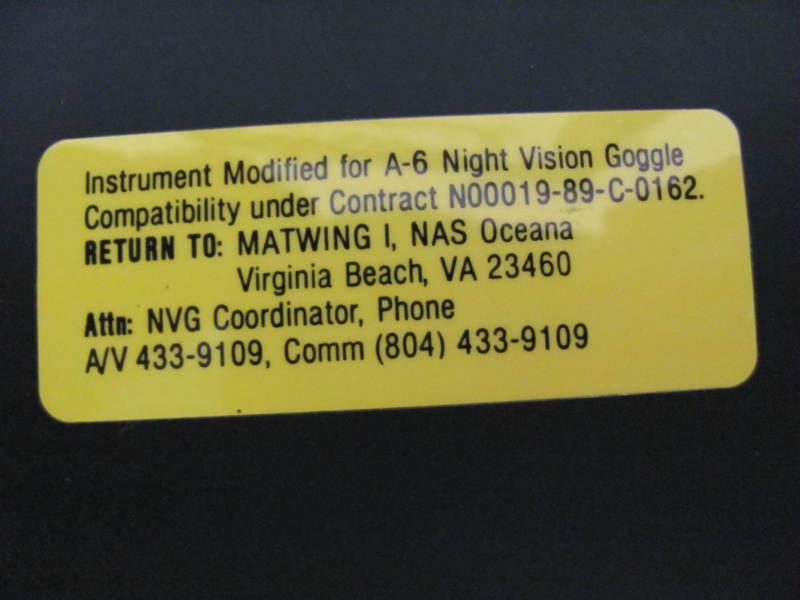 Instrument Modified for A-6 Night Vision Goggle
Compatibility under Contract N00019-89-C-0162.
RETURN TO: MATWING I, NAS Oceana
Virginia Beach, VA 23460
Attn: NVG Coordinator, Phone
A/V 433-9109, Comm (804) 433-9109